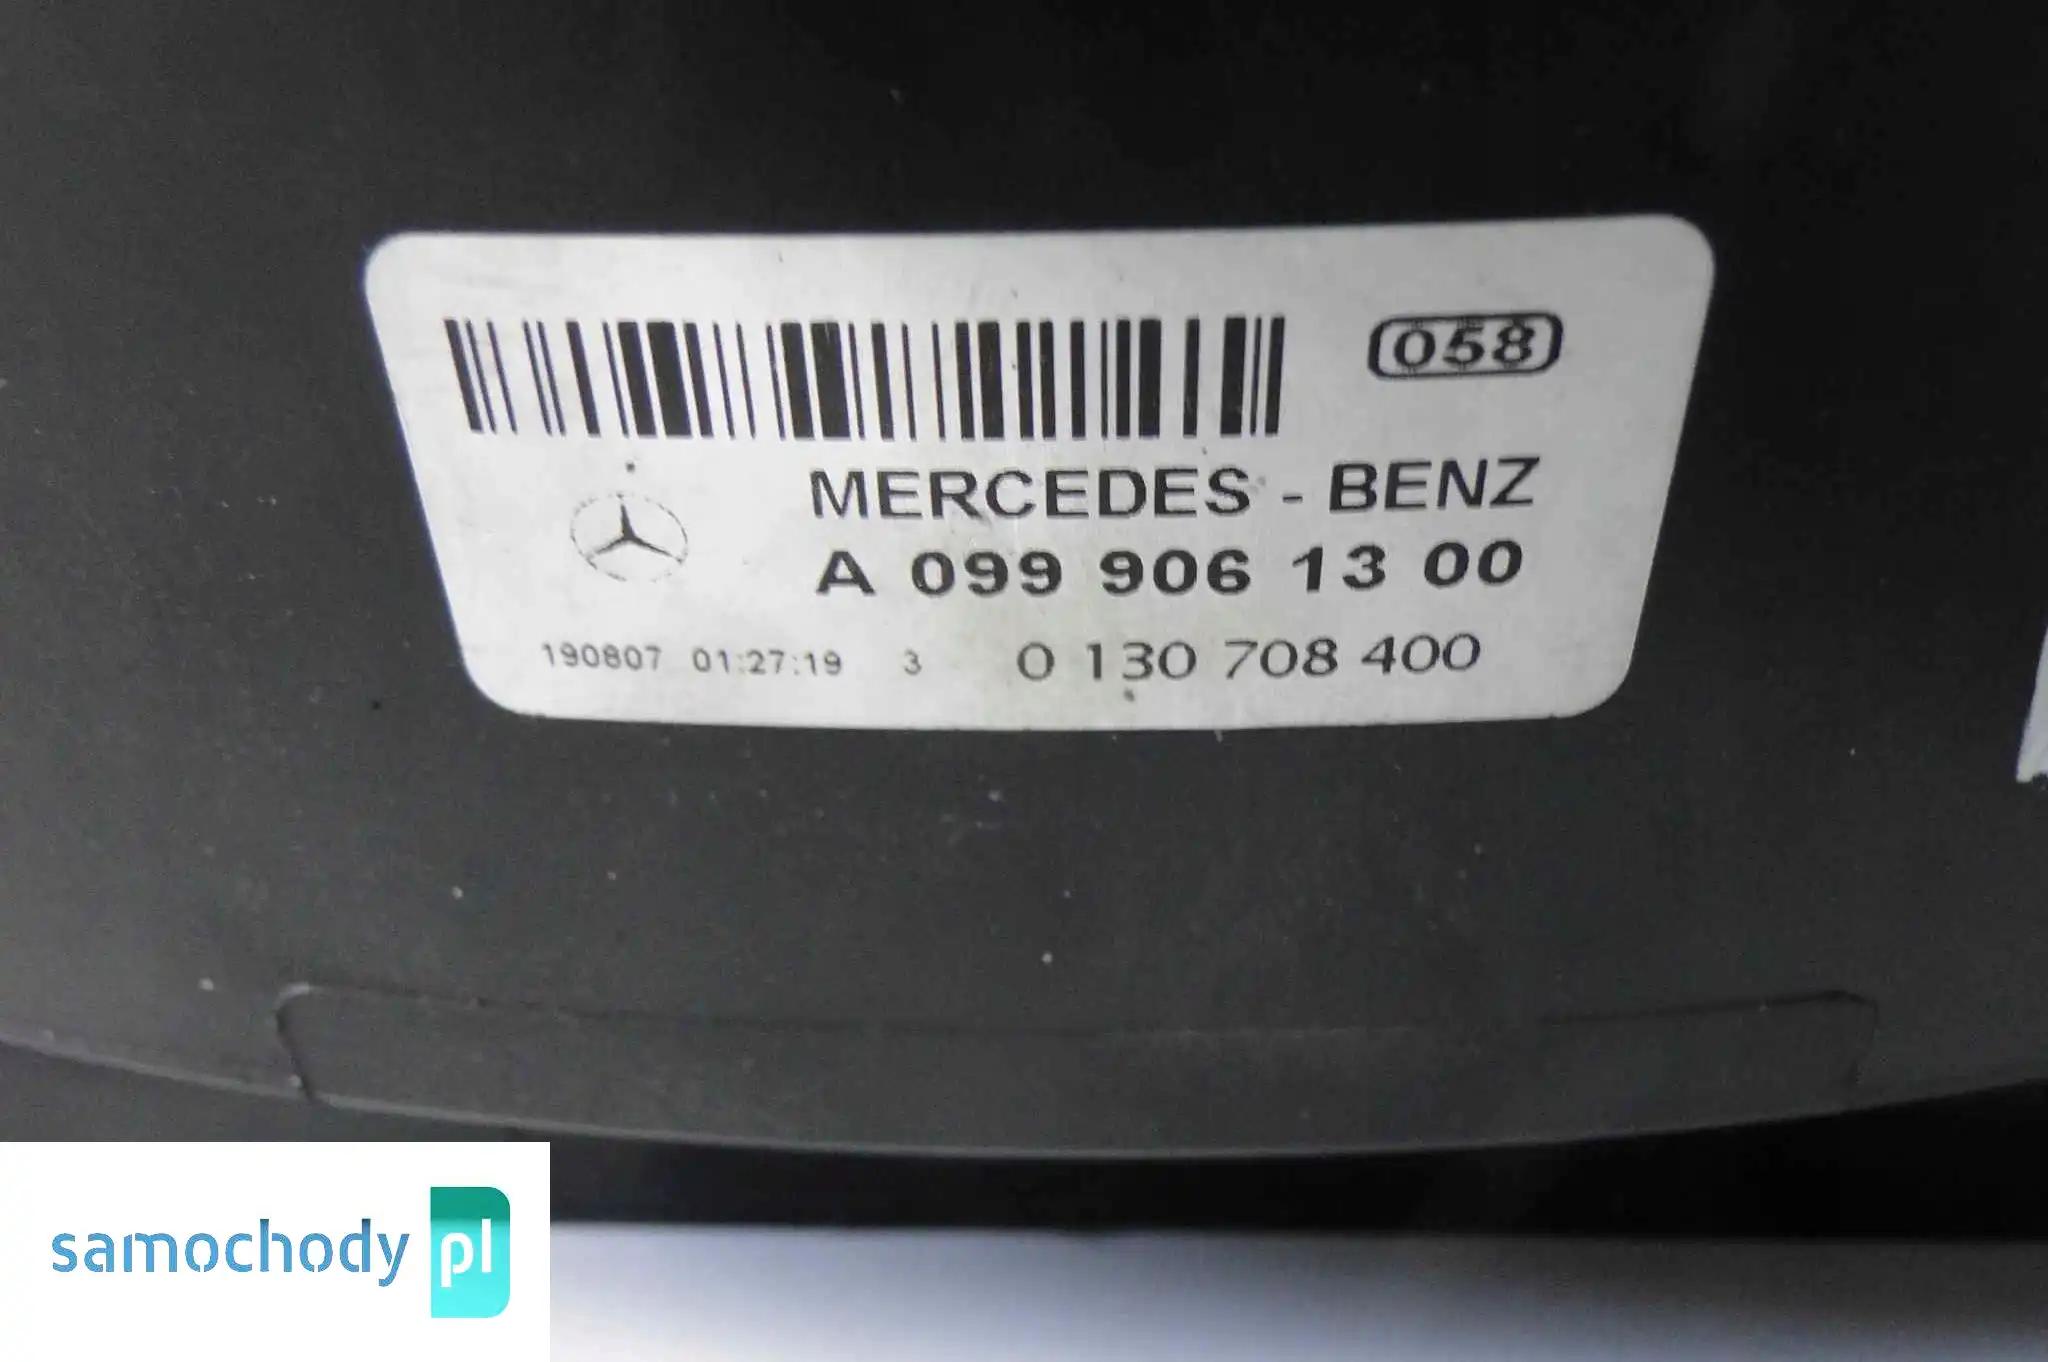 058
MERCEDES - BENZ
A 099 906 13 00
190807 01:27:19 3 0 130 708 400
samochody pl